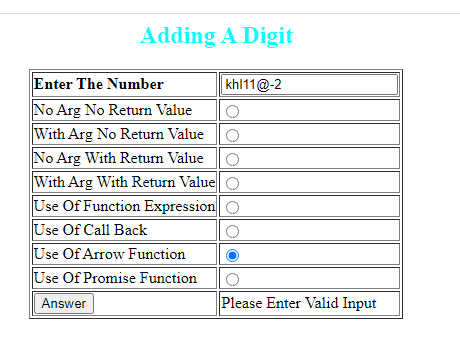 Adding A Digit
Enter The Number khl11@-2
No Arg No Return Value
With Arg No Return Value
No Arg With Return Value
With Arg With Return Value
Use Of Function Expression
Use Of Call Back
Use Of Arrow Function
Use Of Promise Function
Answer Please Enter Valid Input